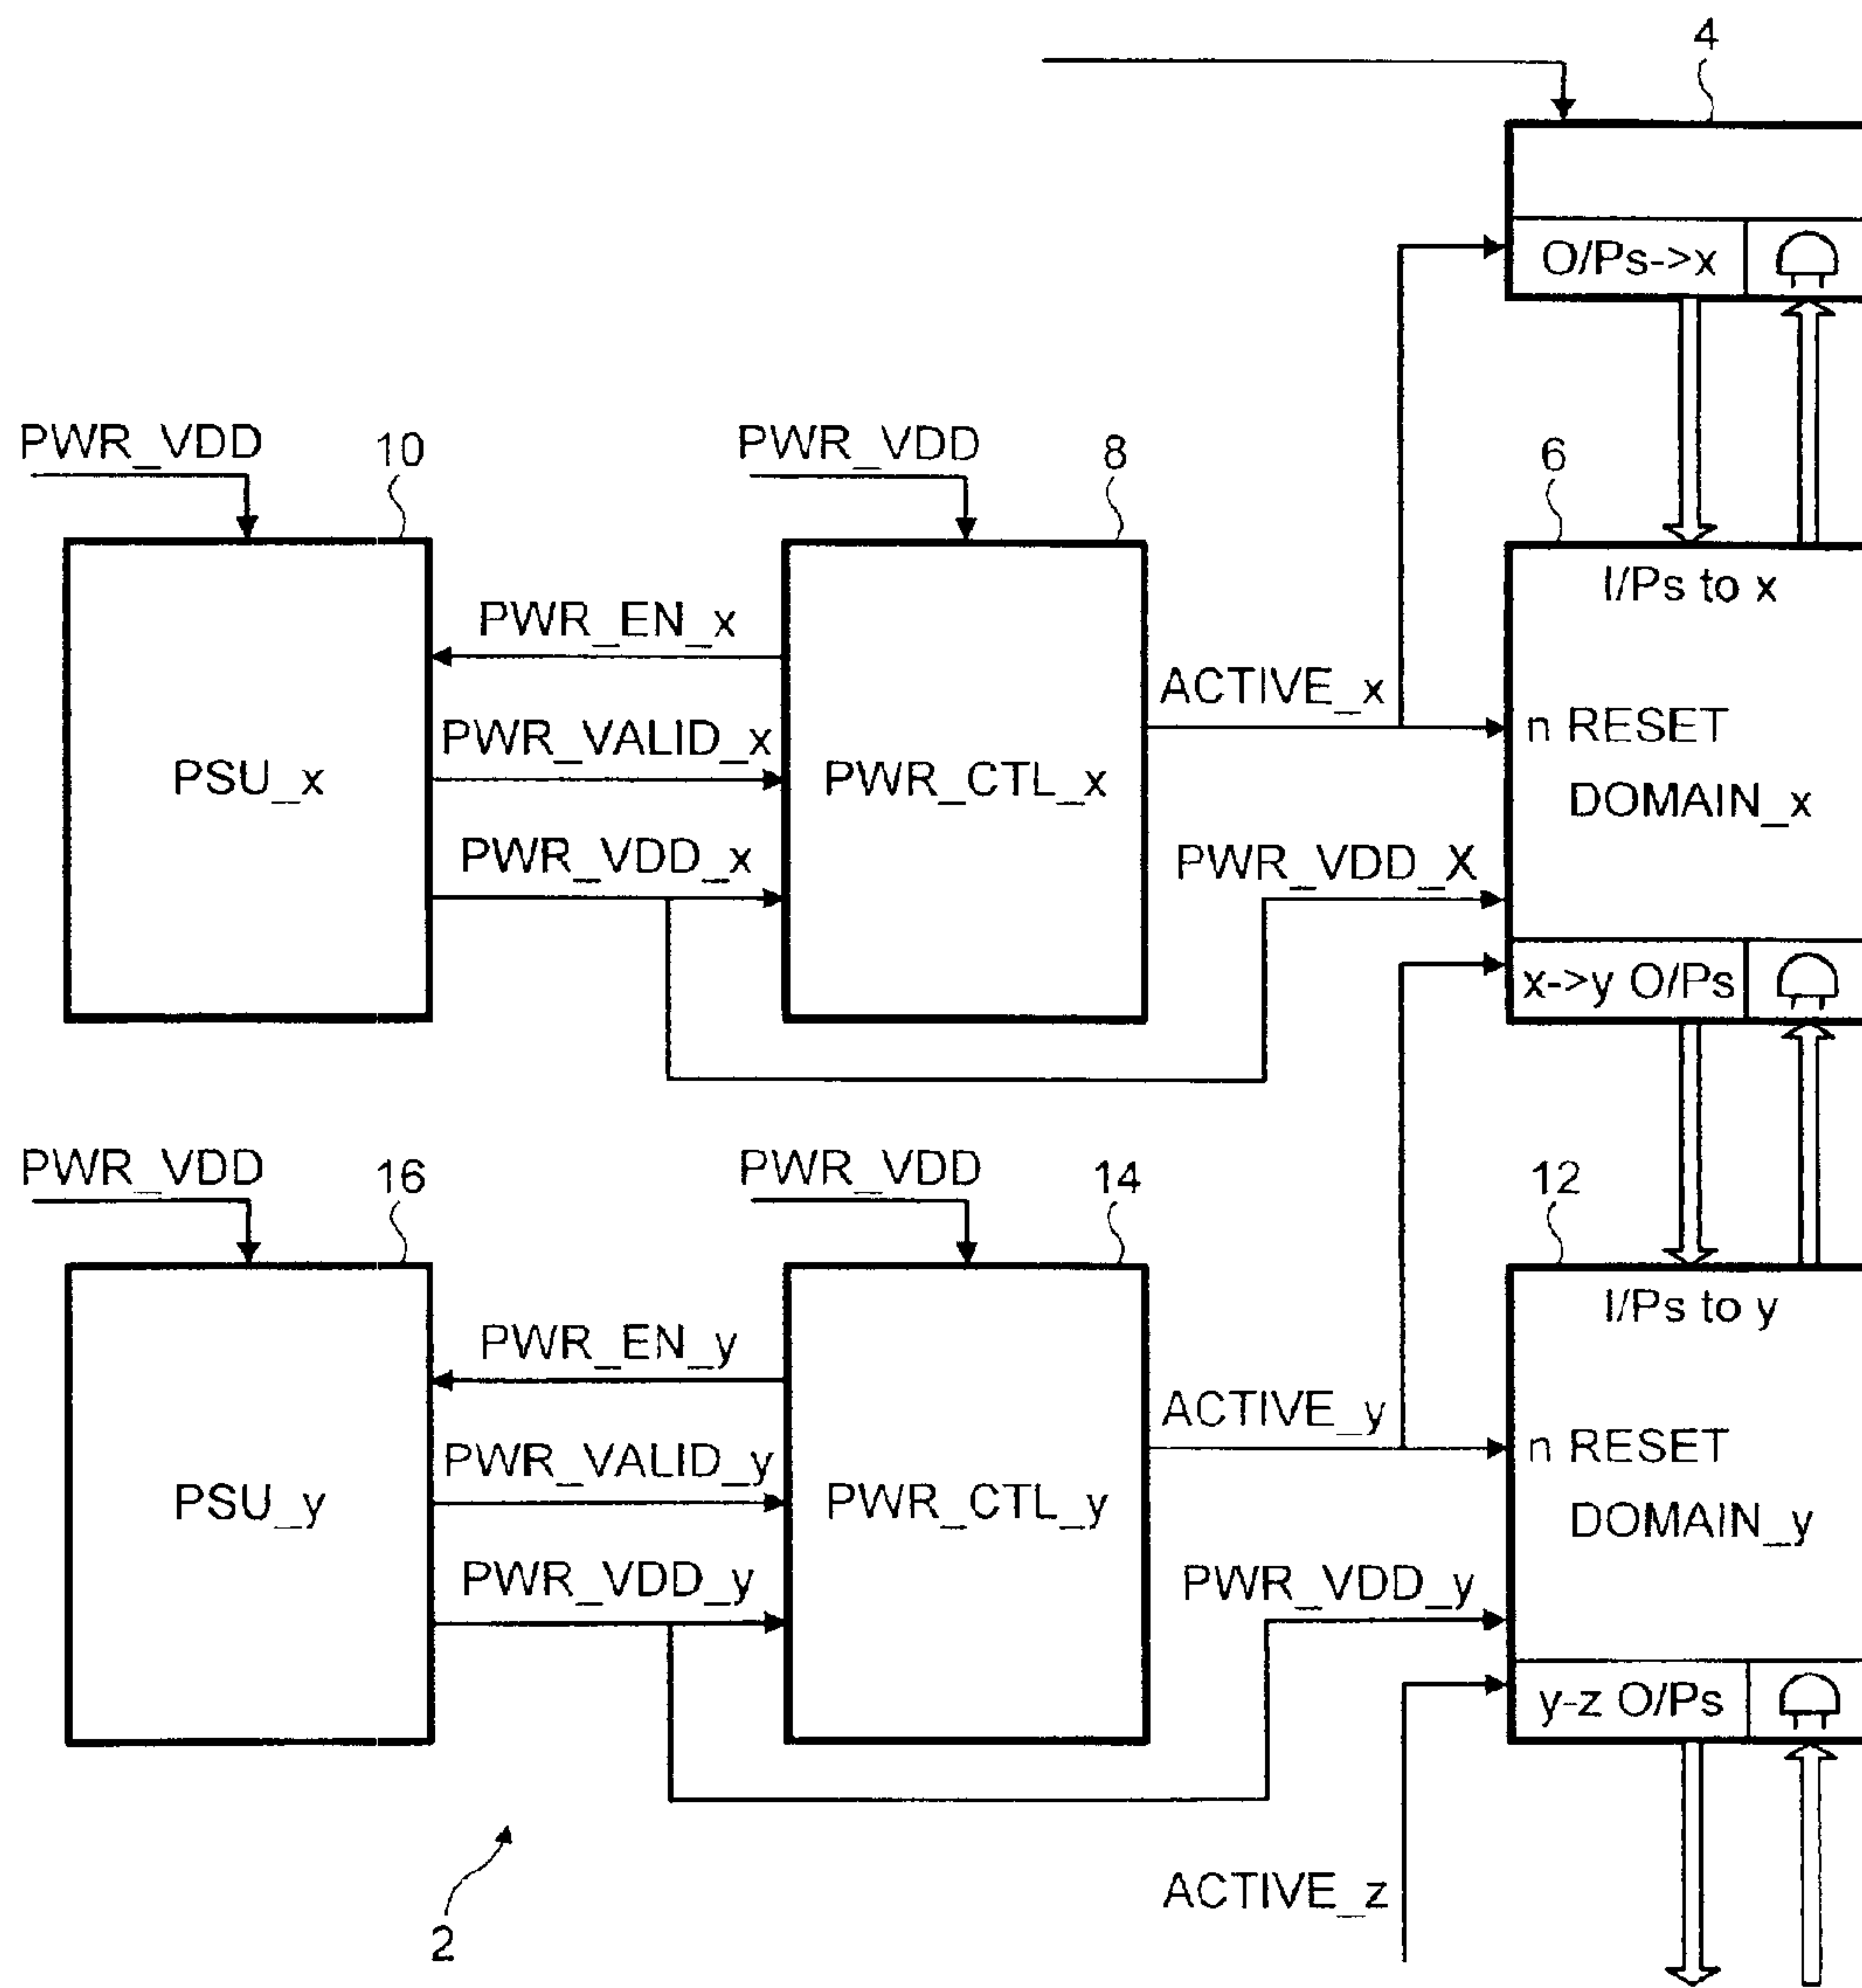 4
O/Ps->x
PWR_VDD
10
PWR_VDD
8
6
I/Ps to x
PWR_EN_x
ACTIVE_x
n RESET
PWR_VALID_x
PSU_x
PWR_CTL_x
DOMAIN_x
PWR_VDD_x
PWR_VDD_X
x->y O/Ps
PWR_VDD
16
PWR_VDD
14
12
I/Ps to y
PWR_EN_y
ACTIVE_y
n RESET
PWR_VALID_y
PSU_y
PWR_CTL_y
DOMAIN_y
PWR_VDD_y
PWR_VDD_y
y-z O/Ps
ACTIVE_z
2